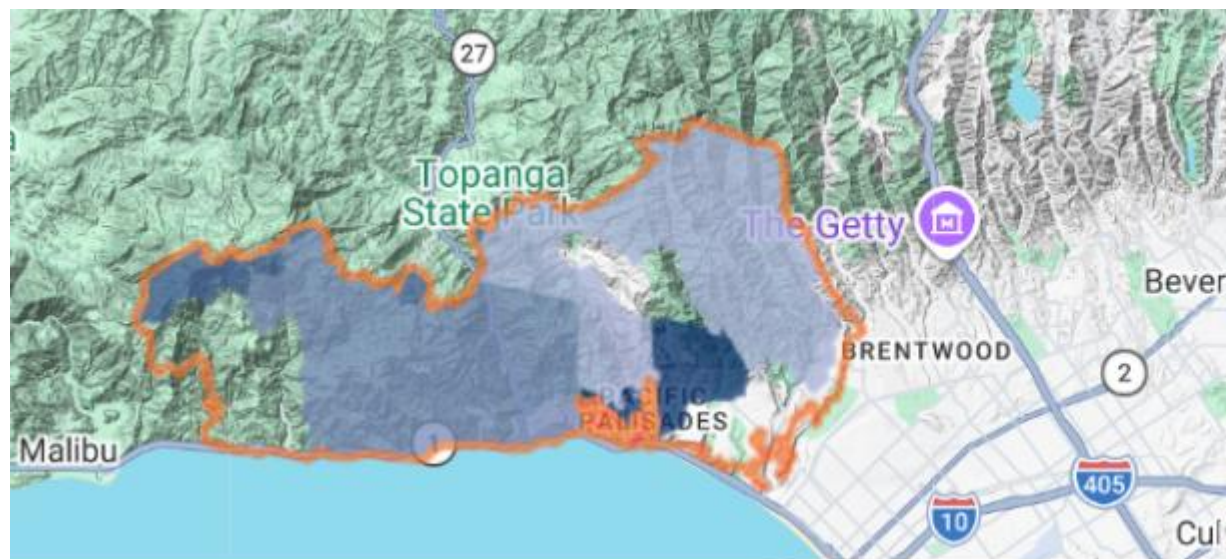 27
Topanga
State Park
The Getty
M
Bever
BRENTWOOD
2
PACIFIC
PALISADES
Malibu
1
405
10
Cul